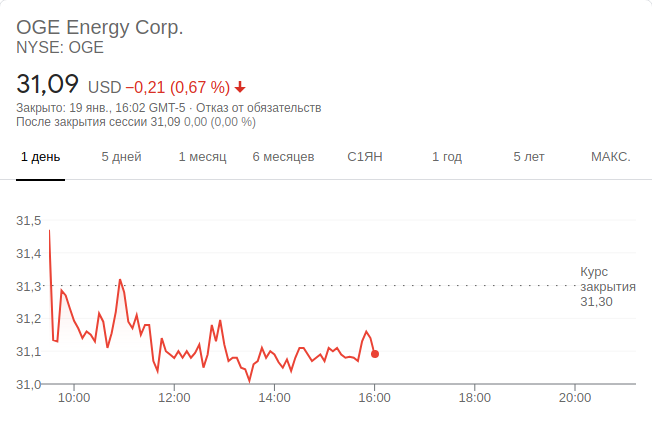 OGE Energy Corp.
NYSE: OGE
31,09 USD −0,21 (0,67 %)
Закрыто: 19 янв., 16:02 GMT-5 · Отказ от обязательств
После закрытия сессии 31,09 0,00 (0,00 %)
1 день 5 дней 1 месяц 6 месяцев С1ЯН 1 год 5 лет МАКС.
31,5
31,4
31,3
31,2
31,1
31,0
Курс
закрытия
31,30
10:00 12:00 14:00 16:00 18:00 20:00